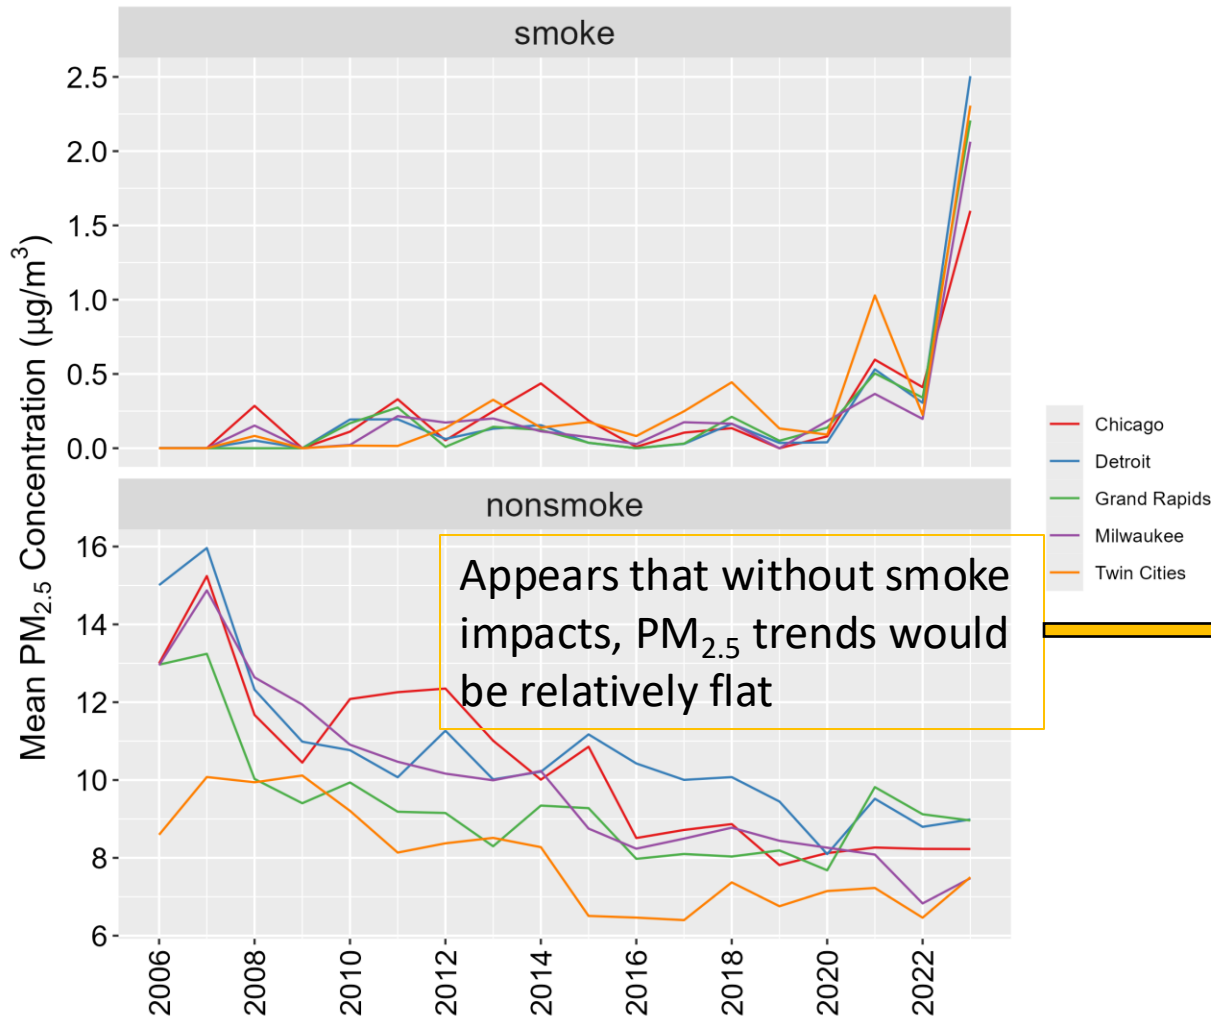 smoke
2.5
2.0
1.5
1.0
0.5
0.0
Mean PM2.5 Concentration (µg/m³)
nonsmoke
16
14
12
10
8
6
Appears that without smoke
impacts, PM2.5 trends would
be relatively flat
2006
2008
2010
2012
2014
2016
2018
2020
2022
Chicago
Detroit
Grand Rapids
Milwaukee
Twin Cities